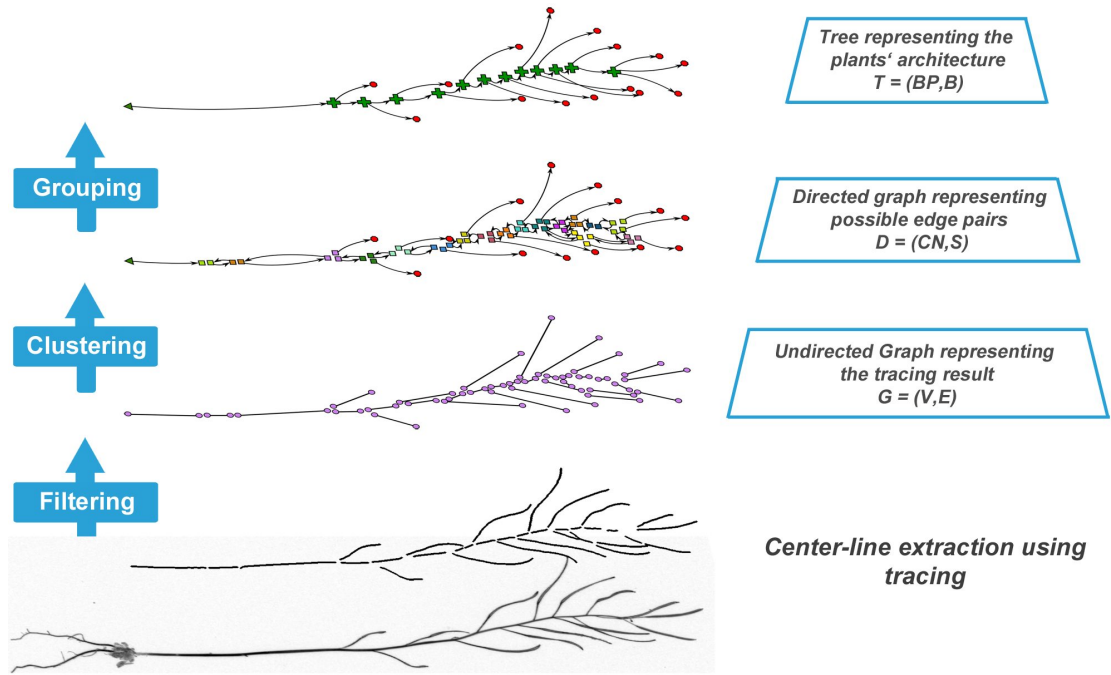 Tree representing the
plants‘ architecture
T = (BP,B)
Grouping
Directed graph representing
possible edge pairs
D = (CN,S)
Clustering
Undirected Graph representing
the tracing result
G = (V,E)
Filtering
Center-line extraction using
tracing